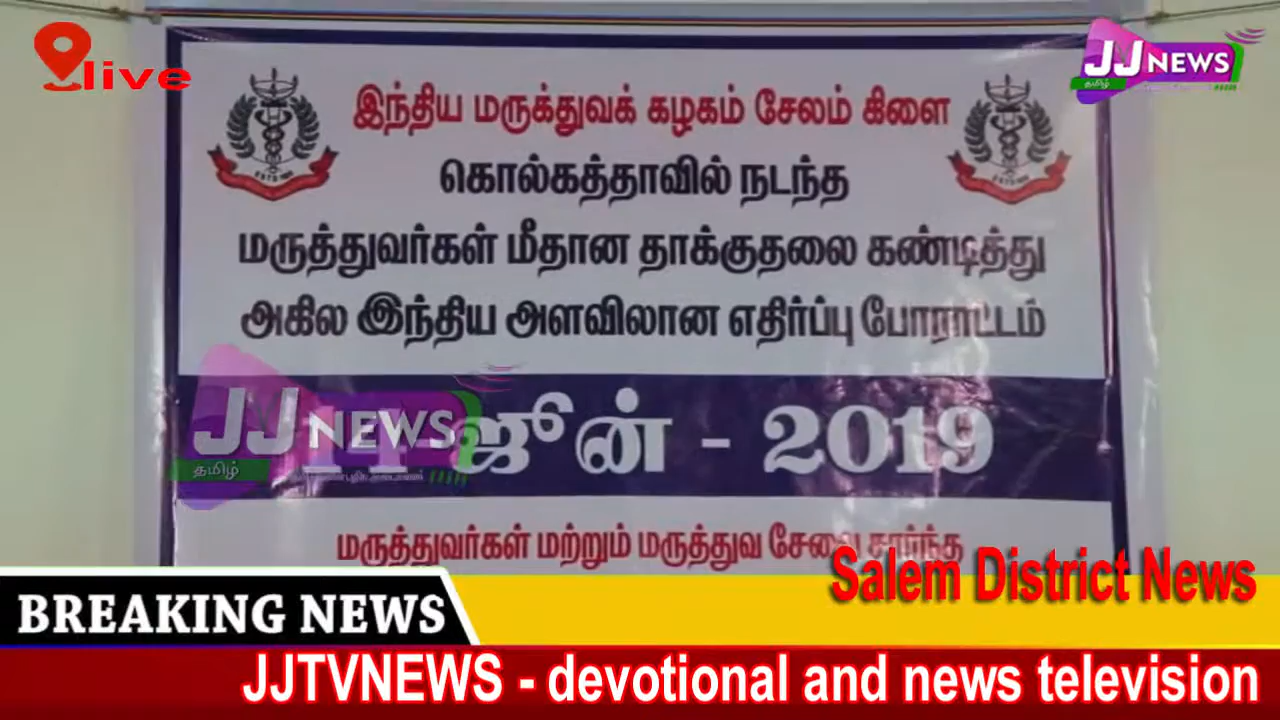 live
JJ NEWS
தமிழ்
இந்திய மருத்துவக் கழகம் சேலம் கிளை
கொல்கத்தாவில் நடந்த
மருத்துவர்கள் மீதான தாக்குதலை கண்டித்து
அகில இந்திய அளவிலான எதிர்ப்பு போராட்டம்
JJ NEWS
தமிழ்
ஜூன் - 2019
மருத்துவர்கள் மற்றும் மருத்துவ சேவை சார்ந்த
Salem District News
BREAKING NEWS
JJTVNEWS - devotional and news television